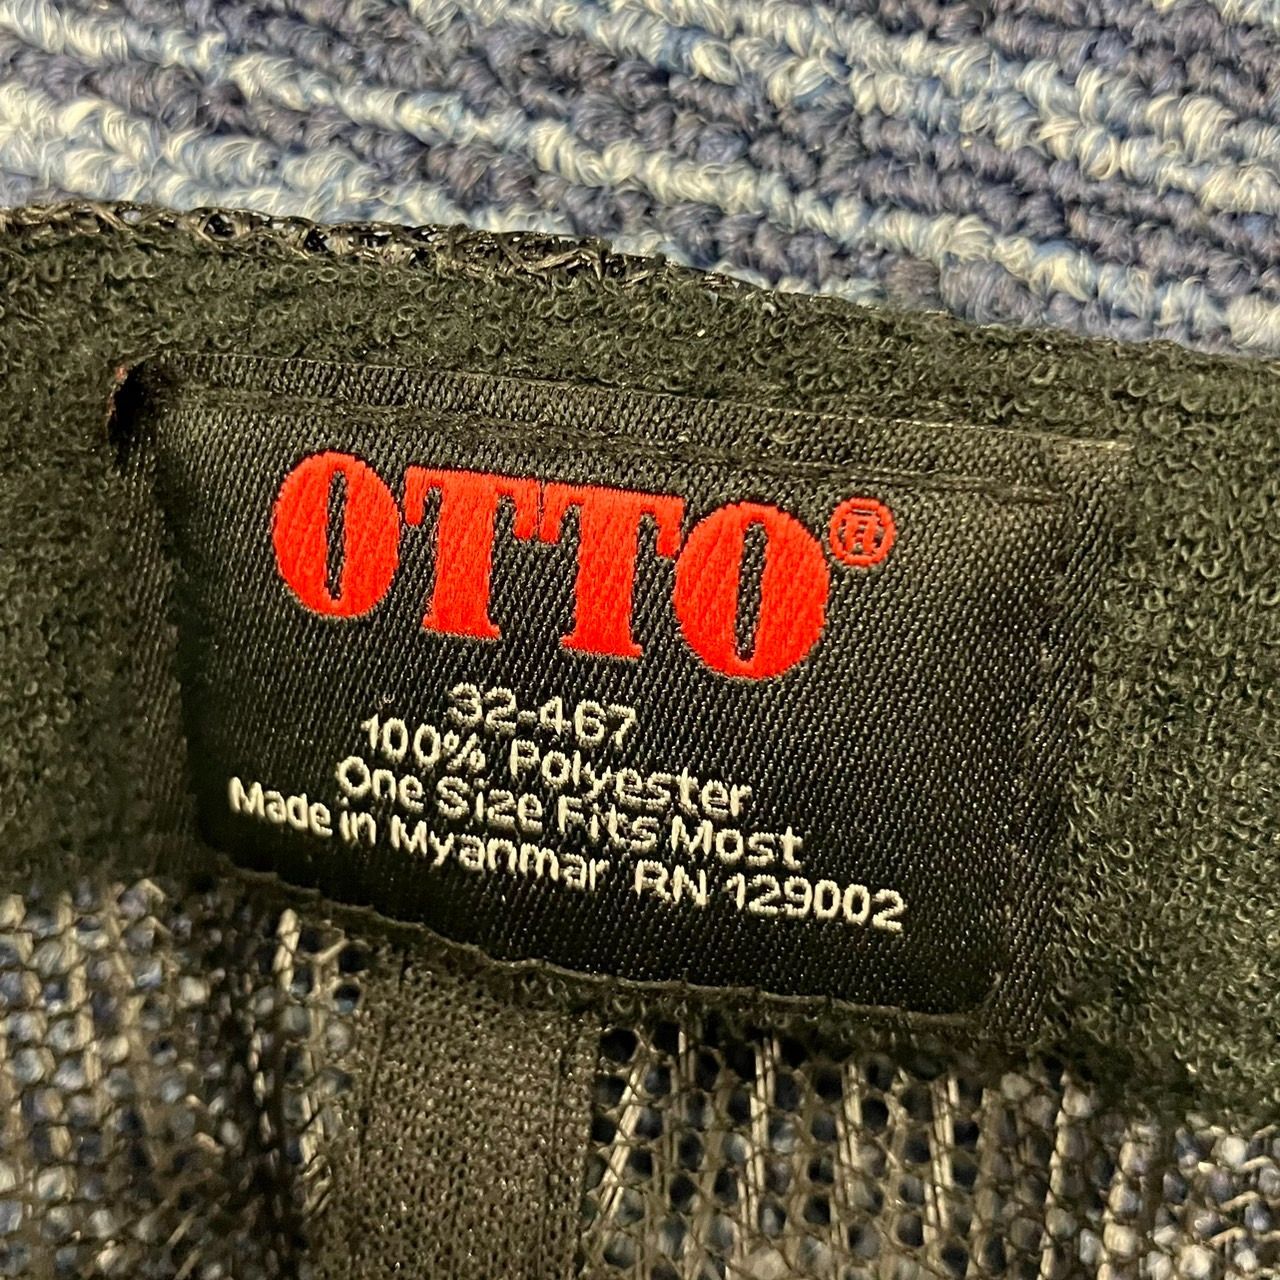 OTTO®
32-467
100% Polyester
One Size Fits Most
Made in Myanmar RN 129002